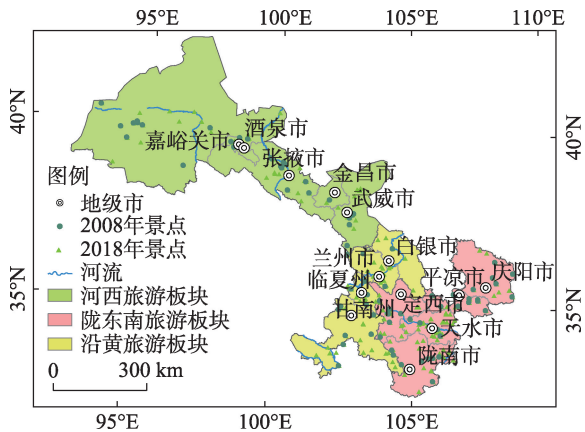 95°E 100°E 105°E 110°E
40°N
40°N
嘉峪关市 酒泉市
张掖市
金昌市
武威市
图例
地级市
2008年景点
2018年景点
河流
河西旅游板块
陇东南旅游板块
沿黄旅游板块
0 300 km
白银市
兰州市
临夏州
平凉市 庆阳市
甘南州 定西市
天水市
陇南市
35°N
35°N
95°E 100°E 105°E